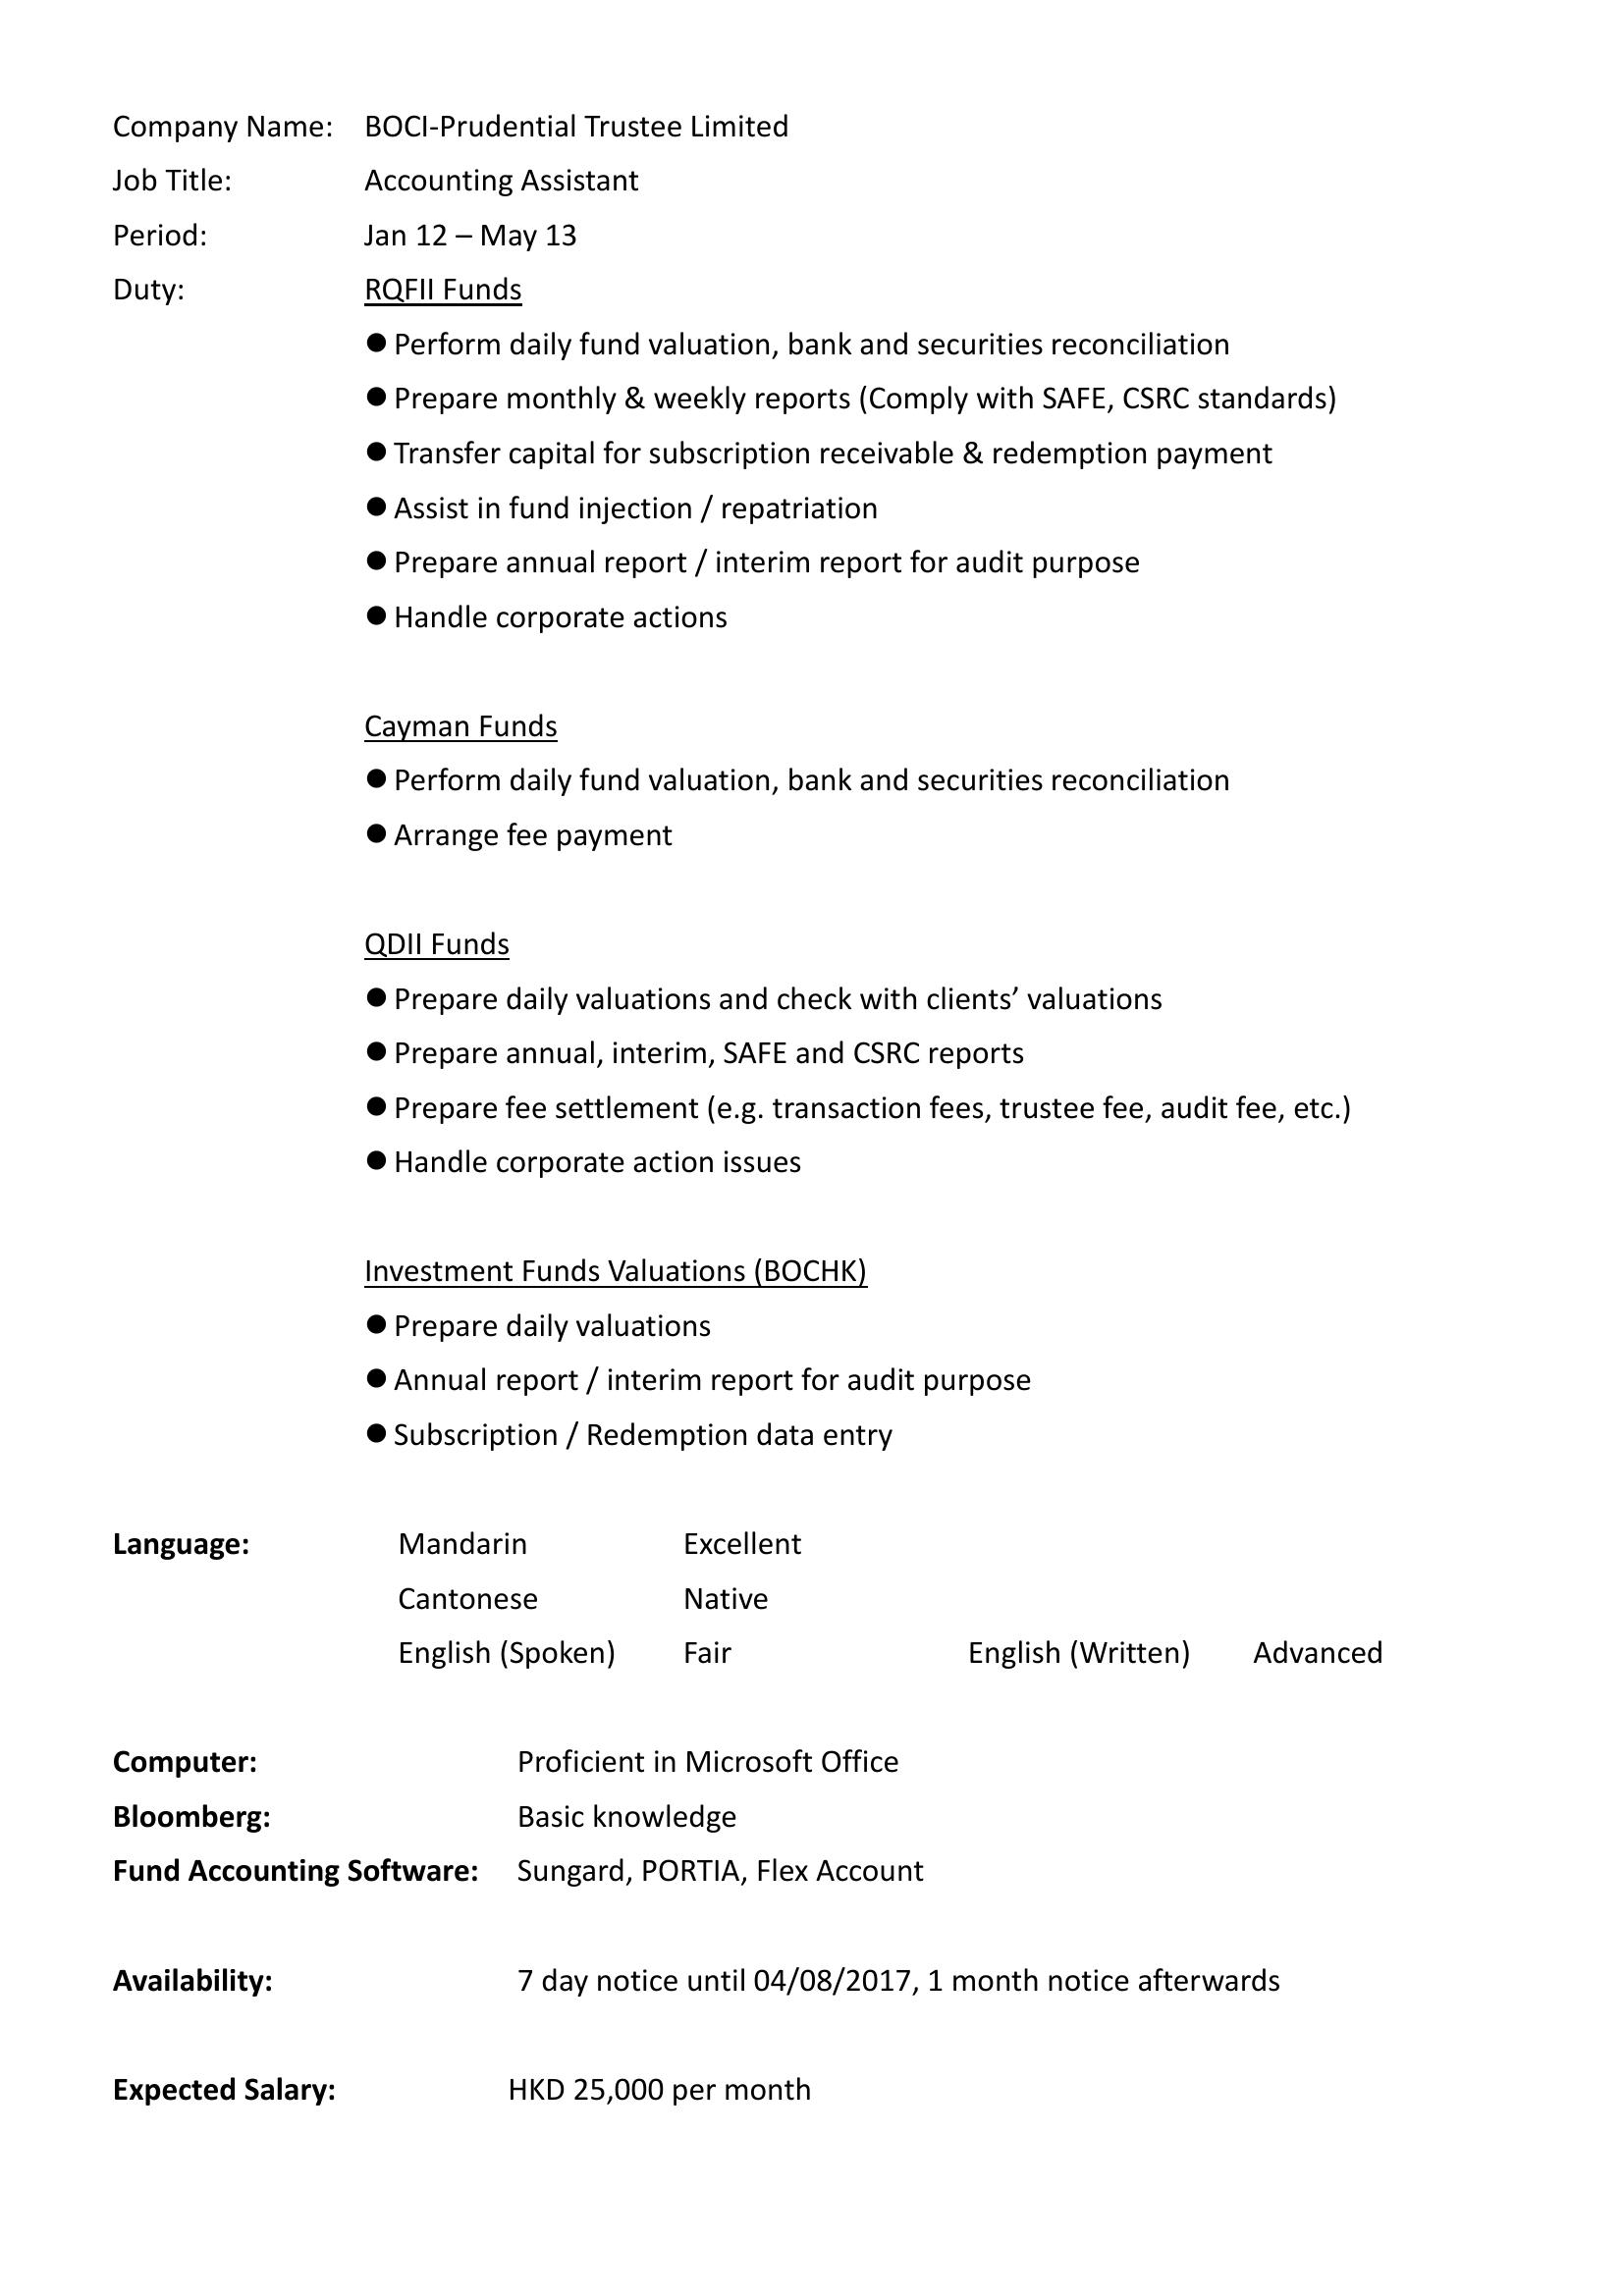 Company Name: BOCI-Prudential Trustee Limited
Job Title: Accounting Assistant
Period: Jan 12 – May 13
Duty: RQFII Funds
● Perform daily fund valuation, bank and securities reconciliation
● Prepare monthly & weekly reports (Comply with SAFE, CSRC standards)
● Transfer capital for subscription receivable & redemption payment
● Assist in fund injection / repatriation
● Prepare annual report / interim report for audit purpose
● Handle corporate actions
Cayman Funds
● Perform daily fund valuation, bank and securities reconciliation
● Arrange fee payment
QDII Funds
● Prepare daily valuations and check with clients’ valuations
● Prepare annual, interim, SAFE and CSRC reports
● Prepare fee settlement (e.g. transaction fees, trustee fee, audit fee, etc.)
● Handle corporate action issues
Investment Funds Valuations (BOCHK)
● Prepare daily valuations
● Annual report / interim report for audit purpose
● Subscription / Redemption data entry
Language: Mandarin Excellent
Cantonese Native
English (Spoken) Fair English (Written) Advanced
Computer: Proficient in Microsoft Office
Bloomberg: Basic knowledge
Fund Accounting Software: Sungard, PORTIA, Flex Account
Availability: 7 day notice until 04/08/2017, 1 month notice afterwards
Expected Salary: HKD 25,000 per month